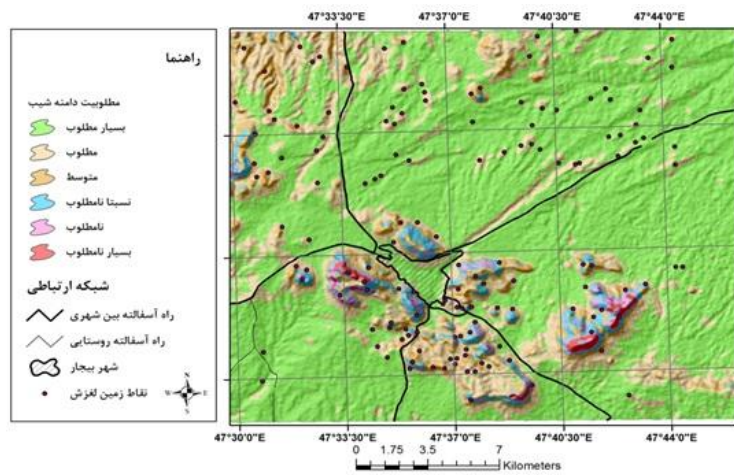 47°33'30"E 47°37'0"E 47°40'30"E 47°44'0"E
راهنما
مطلوبیت دامنه شیب
بسیار مطلوب
مطلوب
متوسط
نسبتا نامطلوب
نامطلوب
بسیار نامطلوب
شبکه ارتباطی
راه آسفالته بین شهری
راه آسفالته روستایی
شهر بیجار
نقاط زمین لغزش
47°30'0"E 47°33'30"E 47°37'0"E 47°40'30"E 47°44'0"E
0 1.75 3.5 7
Kilometers